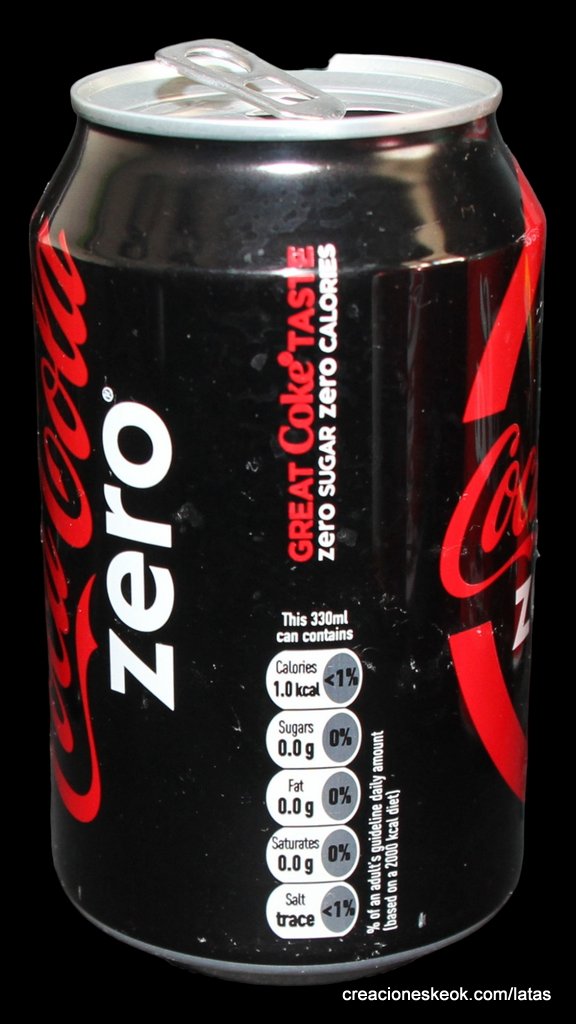 Coca-Cola
zero®
GREAT Coke® TASTE
zero SUGAR zero CALORIES
This 330ml
can contains
Calories
1.0 kcal <1%
Sugars
0.0 g 0%
Fat
0.0 g 0%
Saturates
0.0 g 0%
Salt
trace <1%
% of an adult's guideline daily amount
(based on a 2000 kcal diet)
Coc
z
creacioneskeok.com/latas